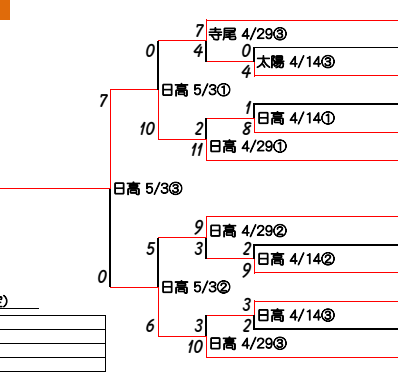 7 寺尾 4/29③
0 4 0
太陽 4/14③
4
日高 5/3①
7
1
日高 4/14①
10 2 8
日高 4/29①
11
日高 5/3③
9 日高 4/29②
5 3 2
日高 4/14②
0 9
日高 5/3②
3
日高 4/14③
6 3 2
10 日高 4/29③